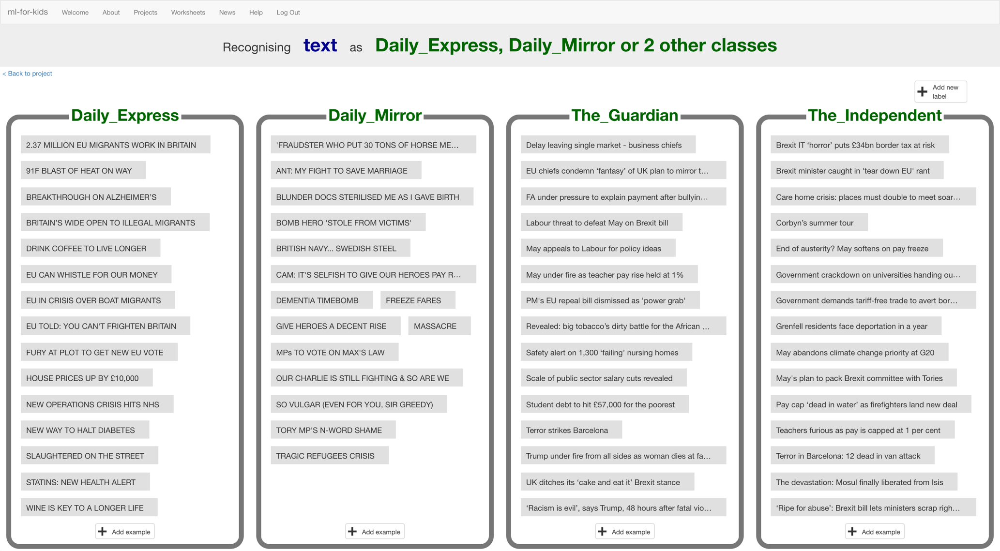 ml-for-kids Welcome About Projects Worksheets News Help Log Out
Recognising text as Daily_Express, Daily_Mirror or 2 other classes
< Back to project
Add new
label
Daily_Express
2.37 MILLION EU MIGRANTS WORK IN BRITAIN
91F BLAST OF HEAT ON WAY
BREAKTHROUGH ON ALZHEIMER’S
BRITAIN’S WIDE OPEN TO ILLEGAL MIGRANTS
DRINK COFFEE TO LIVE LONGER
EU CAN WHISTLE FOR OUR MONEY
EU IN CRISIS OVER BOAT MIGRANTS
EU TOLD: YOU CAN'T FRIGHTEN BRITAIN
FURY AT PLOT TO GET NEW EU VOTE
HOUSE PRICES UP BY £10,000
NEW OPERATIONS CRISIS HITS NHS
NEW WAY TO HALT DIABETES
SLAUGHTERED ON THE STREET
STATINS: NEW HEALTH ALERT
WINE IS KEY TO A LONGER LIFE
Add example
Daily_Mirror
'FRAUDSTER WHO PUT 30 TONS OF HORSE ME…
ANT: MY FIGHT TO SAVE MARRIAGE
BLUNDER DOCS STERILISED ME AS I GAVE BIRTH
BOMB HERO 'STOLE FROM VICTIMS'
BRITISH NAVY... SWEDISH STEEL
CAM: IT'S SELFISH TO GIVE OUR HEROES PAY R…
DEMENTIA TIMEBOMB FREEZE FARES
GIVE HEROES A DECENT RISE MASSACRE
MPs TO VOTE ON MAX'S LAW
OUR CHARLIE IS STILL FIGHTING & SO ARE WE
SO VULGAR (EVEN FOR YOU, SIR GREEDY)
TORY MP'S N-WORD SHAME
TRAGIC REFUGEES CRISIS
Add example
The_Guardian
Delay leaving single market - business chiefs
EU chiefs condemn ‘fantasy’ of UK plan to mirror t…
FA under pressure to explain payment after bullyin…
Labour threat to defeat May on Brexit bill
May appeals to Labour for policy ideas
May under fire as teacher pay rise held at 1%
PM's EU repeal bill dismissed as 'power grab'
Revealed: big tobacco’s dirty battle for the African …
Safety alert on 1,300 ‘failing’ nursing homes
Scale of public sector salary cuts revealed
Student debt to hit £57,000 for the poorest
Terror strikes Barcelona
Trump under fire from all sides as woman dies at fa…
UK ditches its ‘cake and eat it’ Brexit stance
‘Racism is evil’, says Trump, 48 hours after fatal vio…
Add example
The_Independent
Brexit IT ‘horror’ puts £34bn border tax at risk
Brexit minister caught in 'tear down EU' rant
Care home crisis: places must double to meet soar…
Corbyn’s summer tour
End of austerity? May softens on pay freeze
Government crackdown on universities handing ou…
Government demands tariff-free trade to avert bor…
Grenfell residents face deportation in a year
May abandons climate change priority at G20
May's plan to pack Brexit committee with Tories
Pay cap ‘dead in water’ as firefighters land new deal
Teachers furious as pay is capped at 1 per cent
Terror in Barcelona: 12 dead in van attack
The devastation: Mosul finally liberated from Isis
‘Ripe for abuse’: Brexit bill lets ministers scrap righ…
Add example